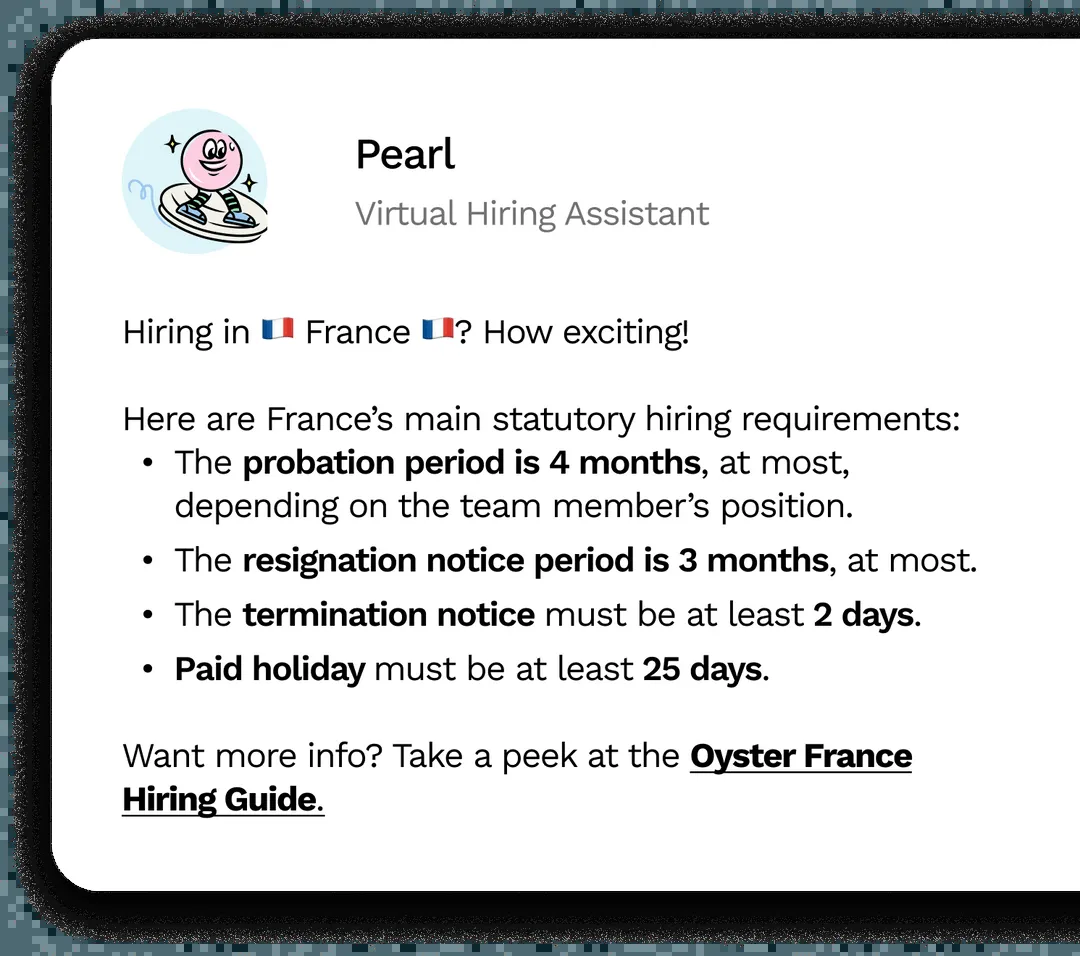 Pearl
Virtual Hiring Assistant
Hiring in 🇫🇷 France 🇫🇷? How exciting!
Here are France’s main statutory hiring requirements:
• The probation period is 4 months, at most,
depending on the team member’s position.
• The resignation notice period is 3 months, at most.
• The termination notice must be at least 2 days.
• Paid holiday must be at least 25 days.
Want more info? Take a peek at the Oyster France
Hiring Guide.